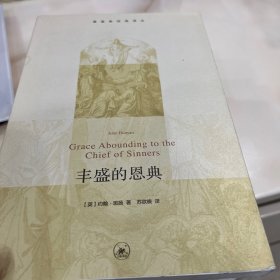 John Bunyan
Grace Abounding to the
Chief of Sinners
丰盛的恩典
［英］约翰·班扬 著 苏欲晓 译